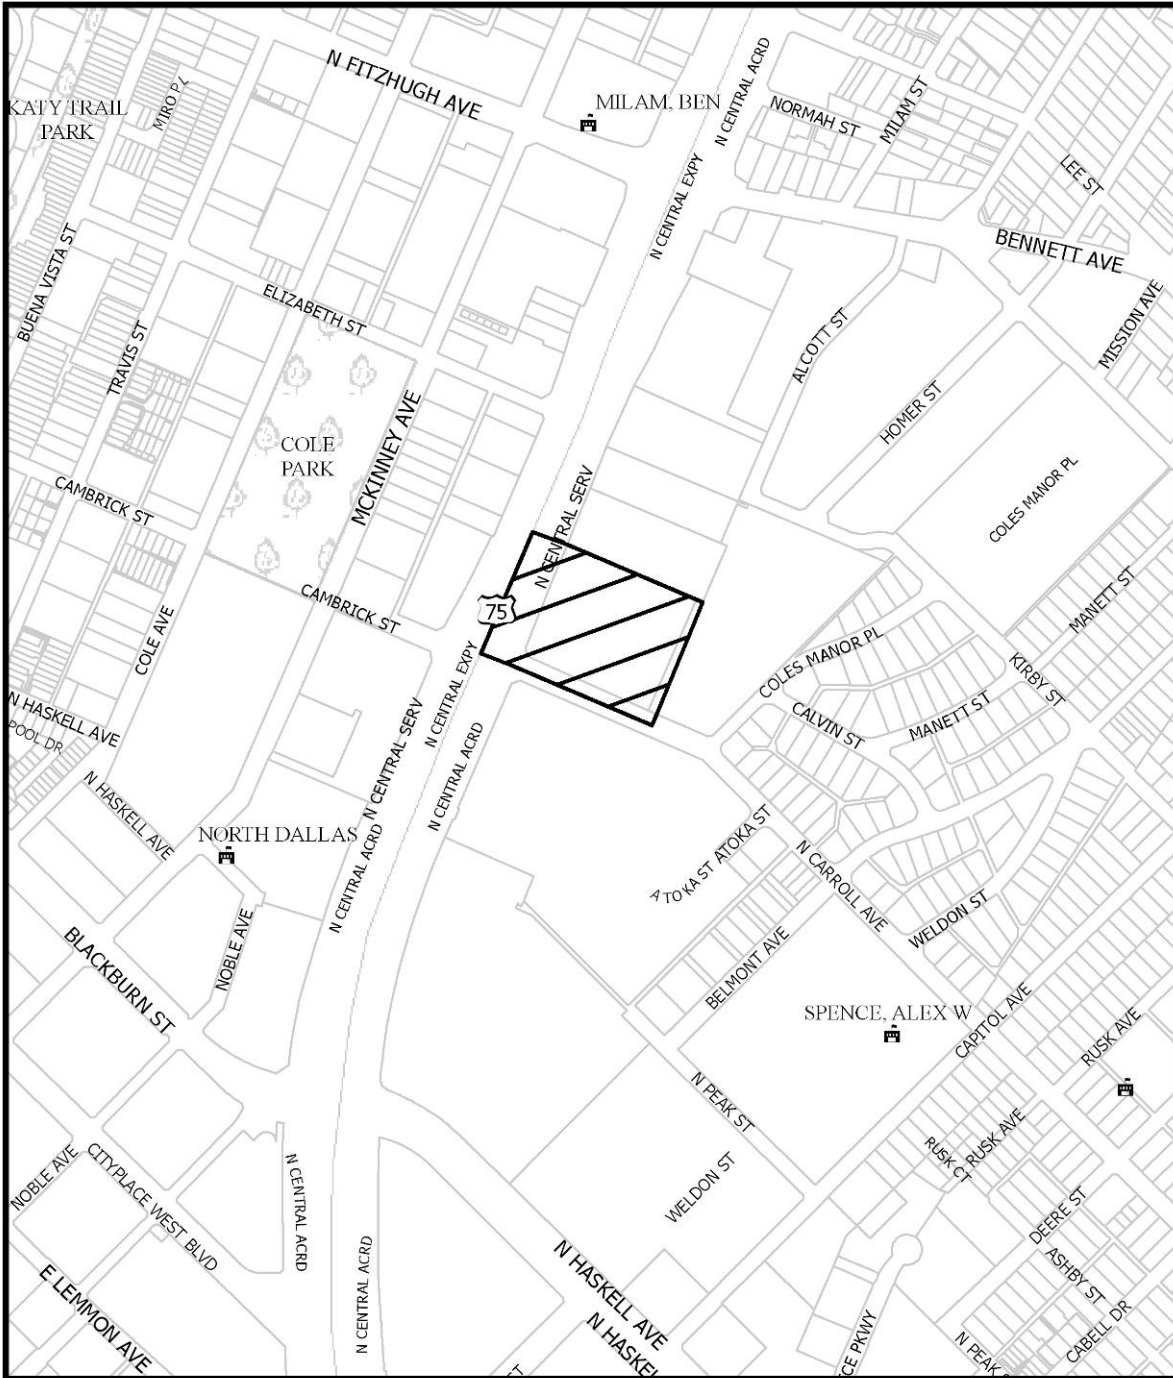 N FITZHUGH AVE
MILAM, BEN
N CENTRAL ACRD
KATY TRAIL
PARK
MIRO PL
NORMAH ST
MILAM ST
LEE ST
N CENTRAL EXPY
BUENA VISTA ST
BENNETT AVE
ELIZABETH ST
TRAVIS ST
ALCOTT ST
MISSION AVE
HOMER ST
MCKINNEY AVE
COLE
PARK
CAMBRICK ST
COLES MANOR PL
N CENTRAL SERV
75
CAMBRICK ST
MANETT ST
COLE AVE
COLES MANOR PL
KIRBY ST
MANETT ST
CALVIN ST
N CENTRAL EXPY
N HASKELL AVE
POOL DR
N CENTRAL SERV
N CENTRAL ACRD
N HASKELL AVE
NORTH DALLAS
N CENTRAL ACRD
ATOKA ST ATOKA ST
N CARROLL AVE
WELDON ST
NOBLE AVE
BLACKBURN ST
BELMONT AVE
SPENCE, ALEX W
CAPITOL AVE
RUSK AVE
N PEAK ST
RUSK AVE
RUSK CT
NOBLE AVE
CITYPLACE WEST BLVD
N CENTRAL ACRD
WELDON ST
DEERE ST
ASHBY ST
N CENTRAL ACRD
E LEMMON AVE
N HASKELL AVE
N HASKEL
CE PKWY
N PEAK S
CABELL DR
ST